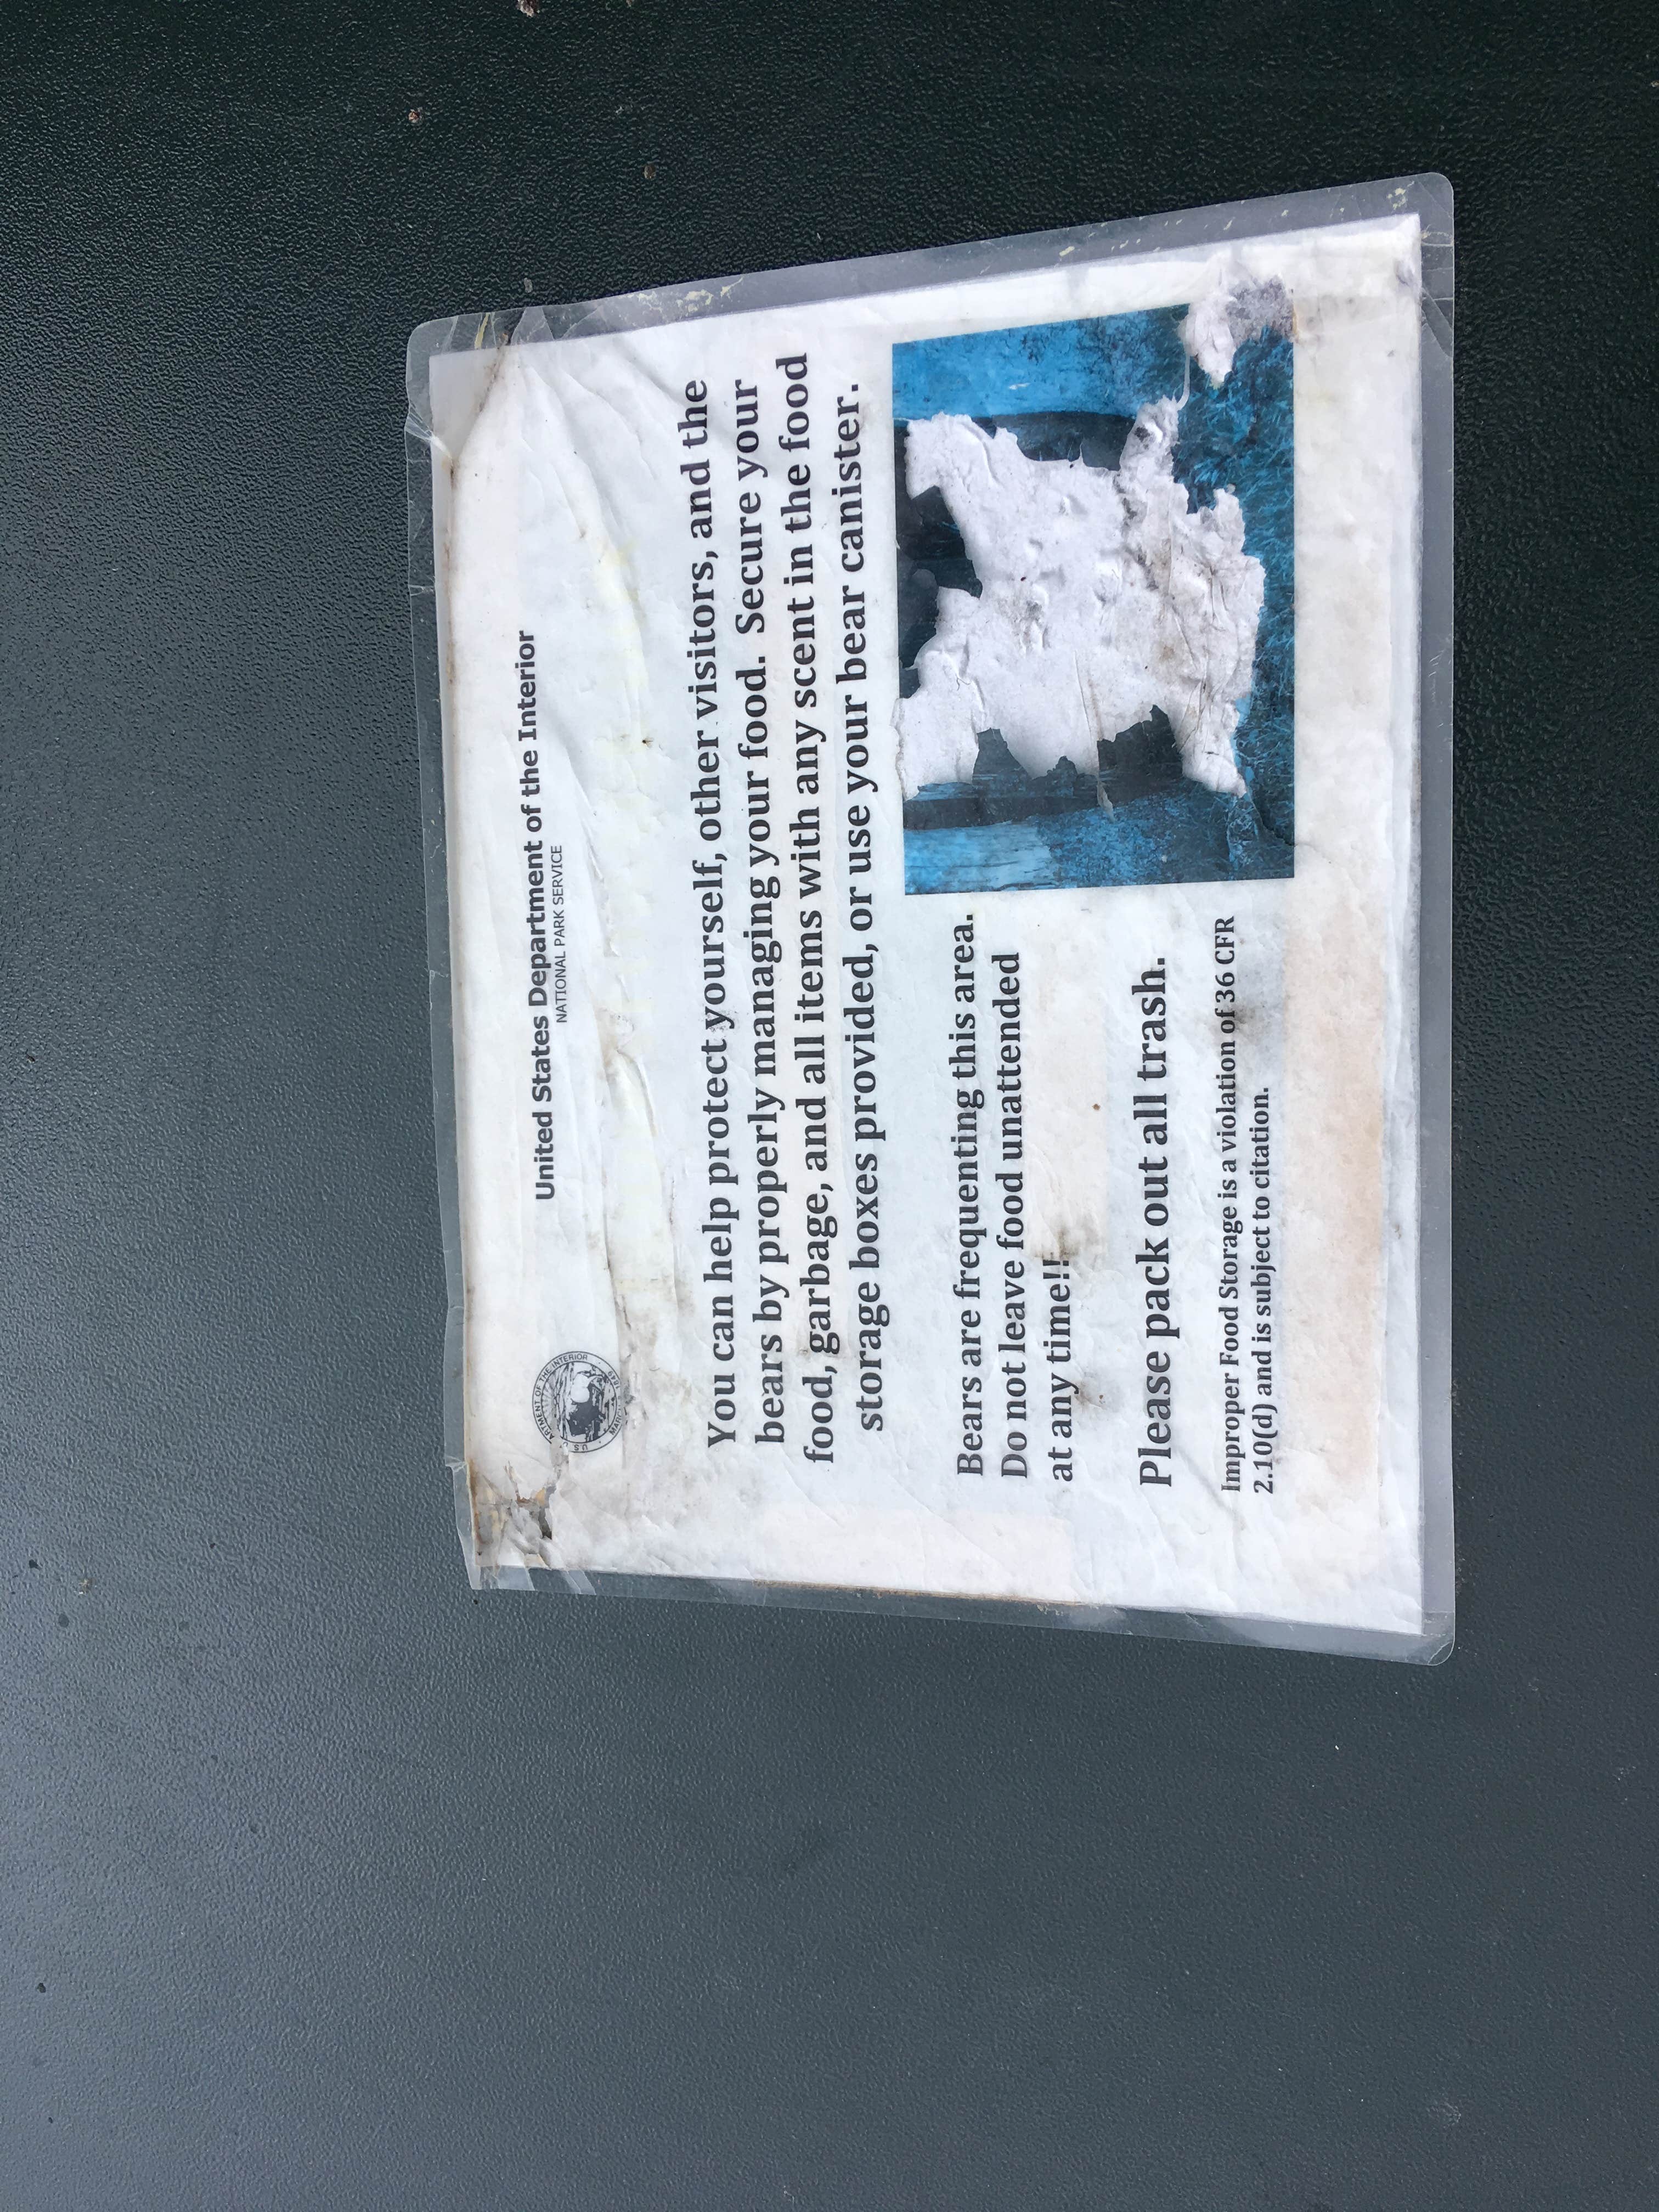 United States Department of the Interior
NATIONAL PARK SERVICE
ARTMENT OF THE INTERIOR
U.S.
You can help protect yourself, other visitors, and the
bears by properly managing your food. Secure your
food, garbage, and all items with any scent in the food
storage boxes provided, or use your bear canister.
Bears are frequenting this area.
Do not leave food unattended
at any time!!
Please pack out all trash.
Improper Food Storage is a violation of 36 CFR
2.10(d) and is subject to citation.